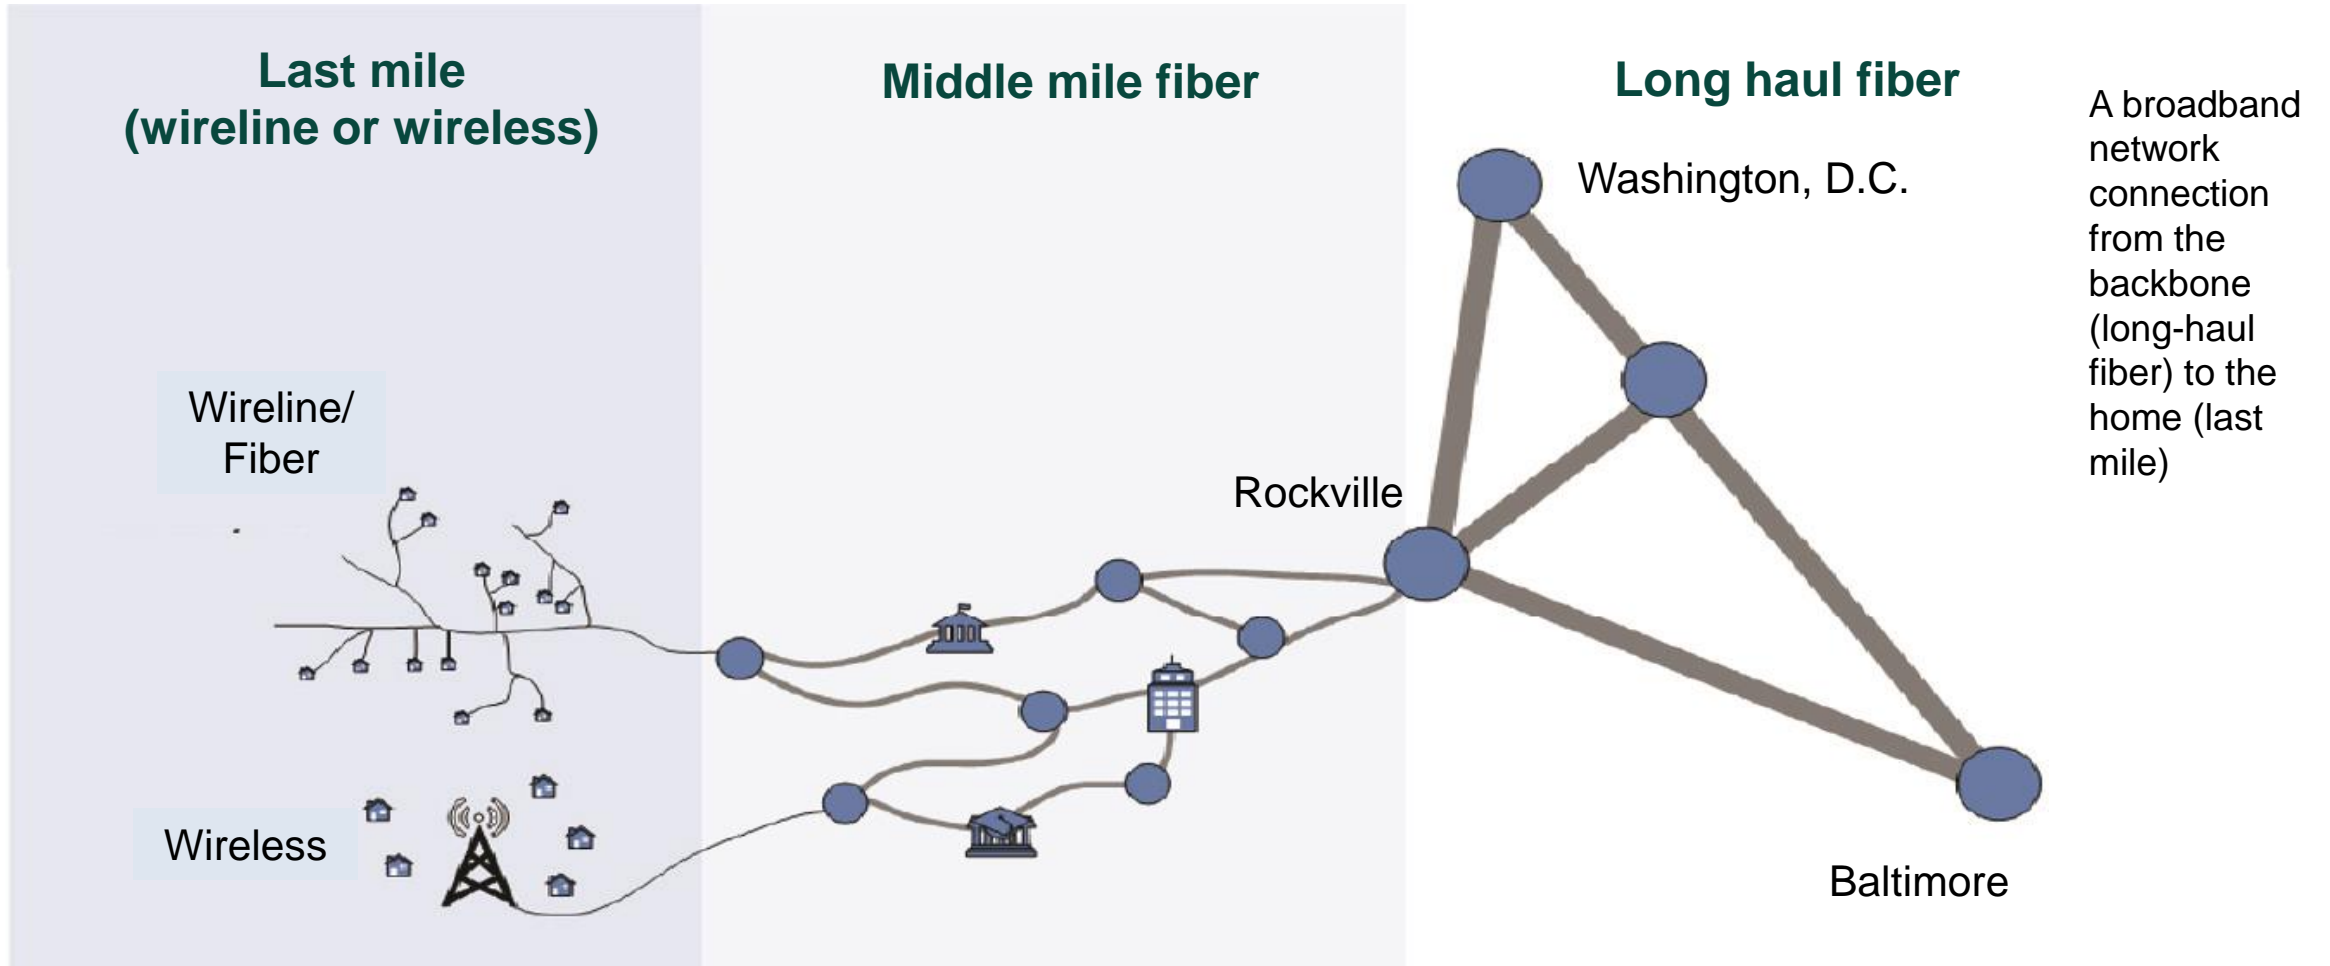 Last mile
(wireline or wireless)
Middle mile fiber
Long haul fiber
A broadband
network
connection
from the
backbone
(long-haul
fiber) to the
home (last
mile)
Washington, D.C.
Wireline/
Fiber
Rockville
Wireless
Baltimore